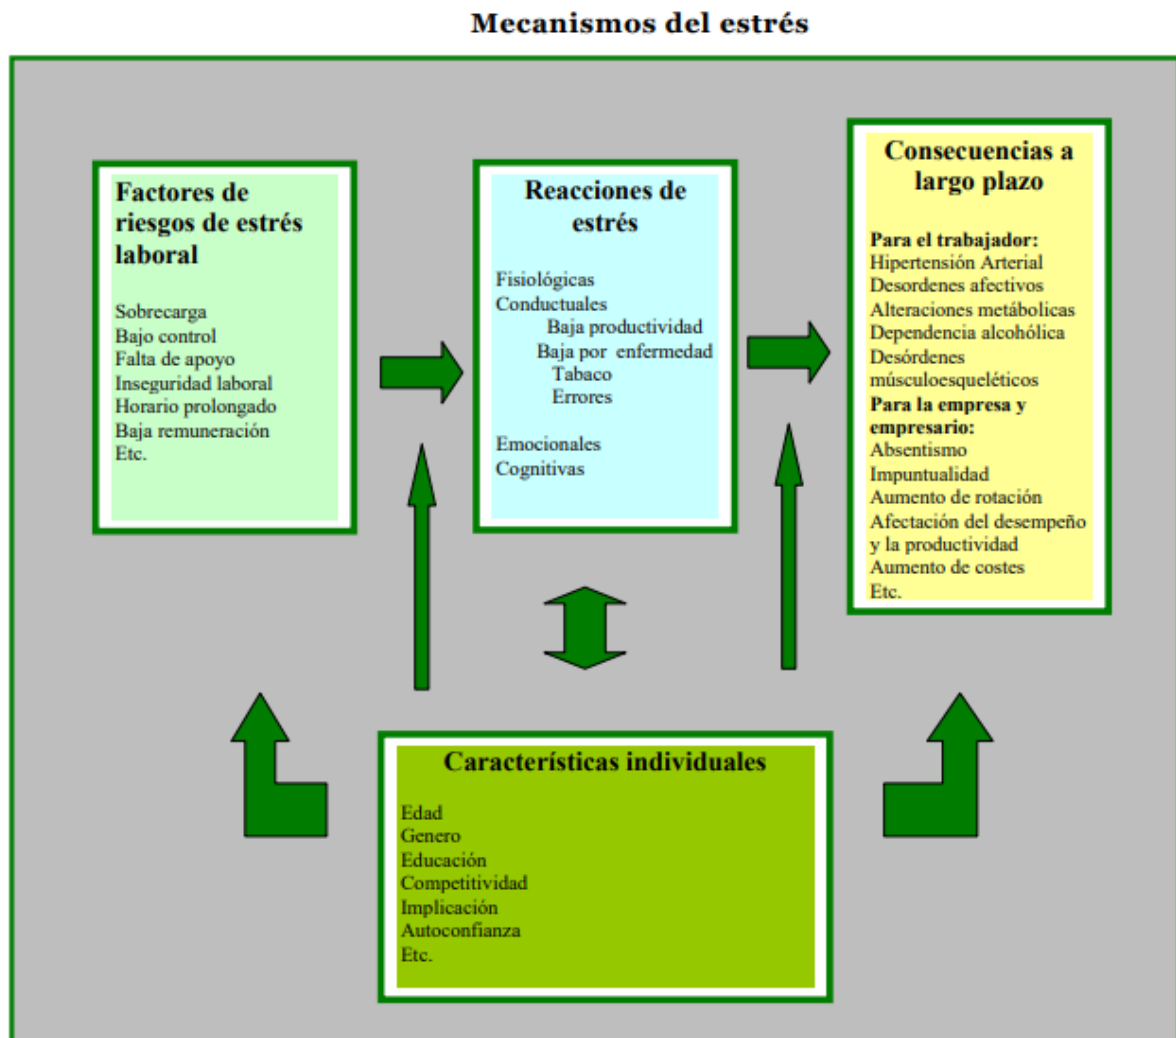 Mecanismos del estrés
Factores de
riesgos de estrés
laboral
Sobrecarga
Bajo control
Falta de apoyo
Inseguridad laboral
Horario prolongado
Baja remuneración
Etc.
Reacciones de
estrés
Fisiológicas
Conductuales
Baja productividad
Baja por enfermedad
Tabaco
Errores
Emocionales
Cognitivas
Consecuencias a
largo plazo
Para el trabajador:
Hipertensión Arterial
Desordenes afectivos
Alteraciones metábolicas
Dependencia alcohólica
Desórdenes
músculoesqueléticos
Para la empresa y
empresario:
Absentismo
Impuntualidad
Aumento de rotación
Afectación del desempeño
y la productividad
Aumento de costes
Etc.
Características individuales
Edad
Genero
Educación
Competitividad
Implicación
Autoconfianza
Etc.